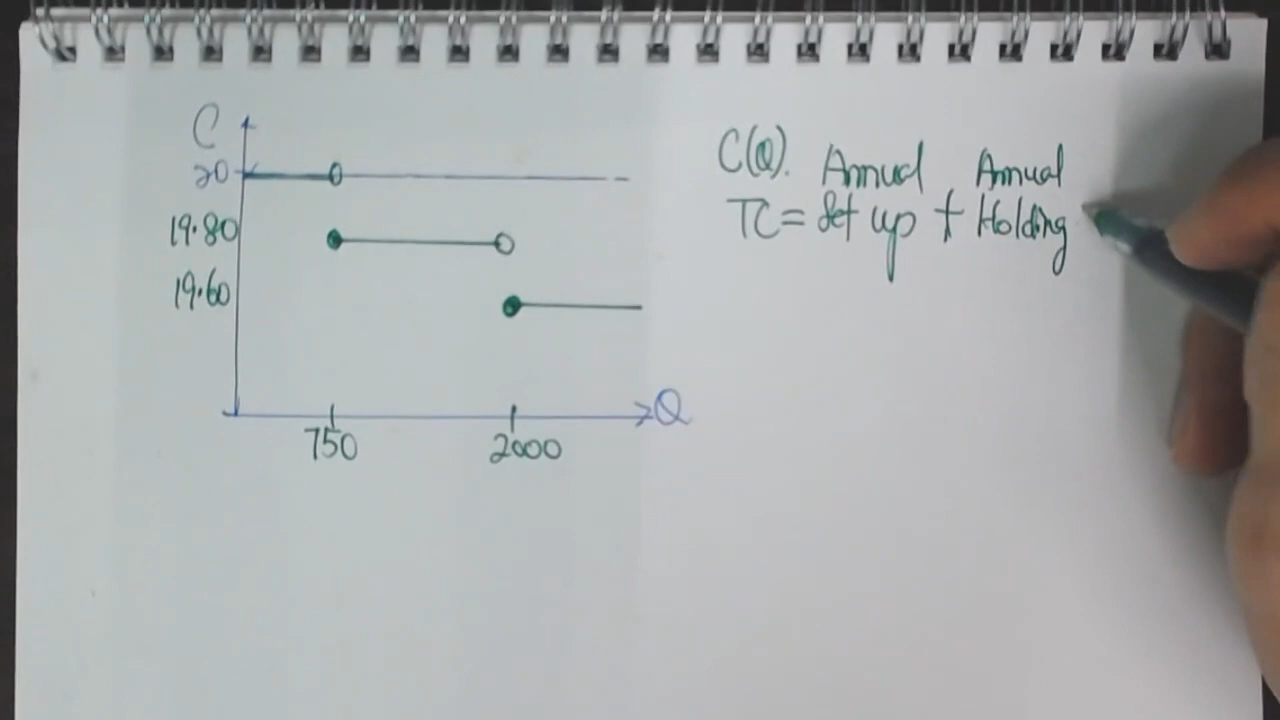 C
20
19.80
19.60
750
2000
Q
C(Q). Annual Annual
TC = Set up + Holding